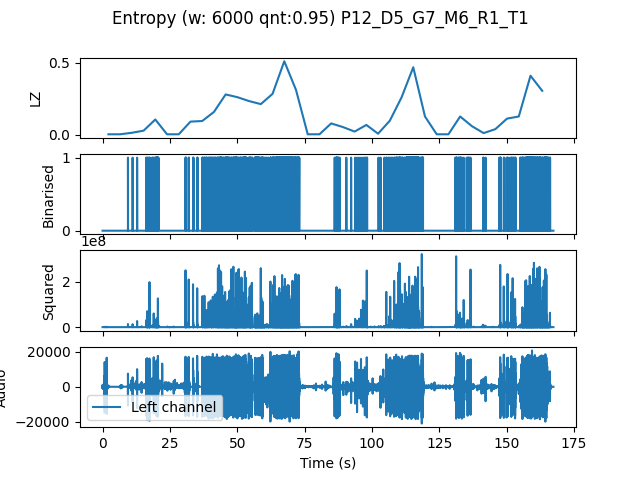 Entropy (w: 6000 qnt:0.95) P12_D5_G7_M6_R1_T1
0.5
0.0
LZ
1
0
Binarised
1e8
2
0
Squared
20000
0
−20000
Audio
Left channel
0 25 50 75 100 125 150 175
Time (s)